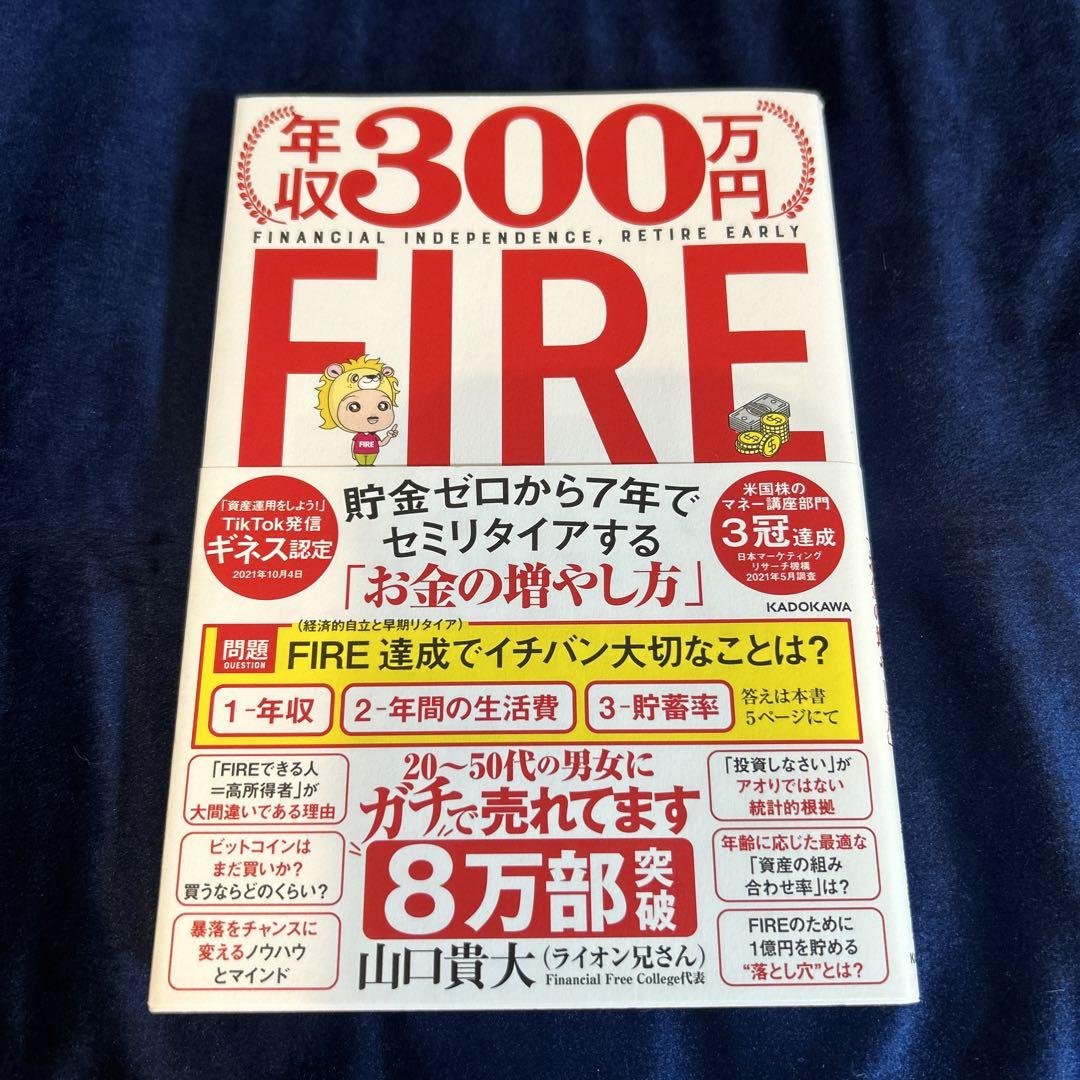 年収300万円
FINANCIAL INDEPENDENCE, RETIRE EARLY
FIRE
FIRE
「資産運用をしよう!」
TikTok発信
ギネス認定
2021年10月4日
貯金ゼロから7年で
セミリタイアする
「お金の増やし方」
米国株の
マネー講座部門
3冠達成
日本マーケティング
リサーチ機構
2021年5月調査
KADOKAWA
問題
QUESTION
(経済的自立と早期リタイア)
FIRE 達成でイチバン大切なことは?
1-年収
2-年間の生活費
3-貯蓄率
答えは本書
5ページにて
「FIREできる人
=高所得者」が
大間違いである理由
ビットコインは
まだ買いか?
買うならどのくらい?
暴落をチャンスに
変えるノウハウ
とマインド
20〜50代の男女に
ガチで売れてます
8万部突破
山口貴大(ライオン兄さん)
Financial Free College代表
「投資しなさい」が
アオリではない
統計的根拠
年齢に応じた最適な
「資産の組み
合わせ率」は?
FIREのために
1億円を貯める
“落とし穴”とは?